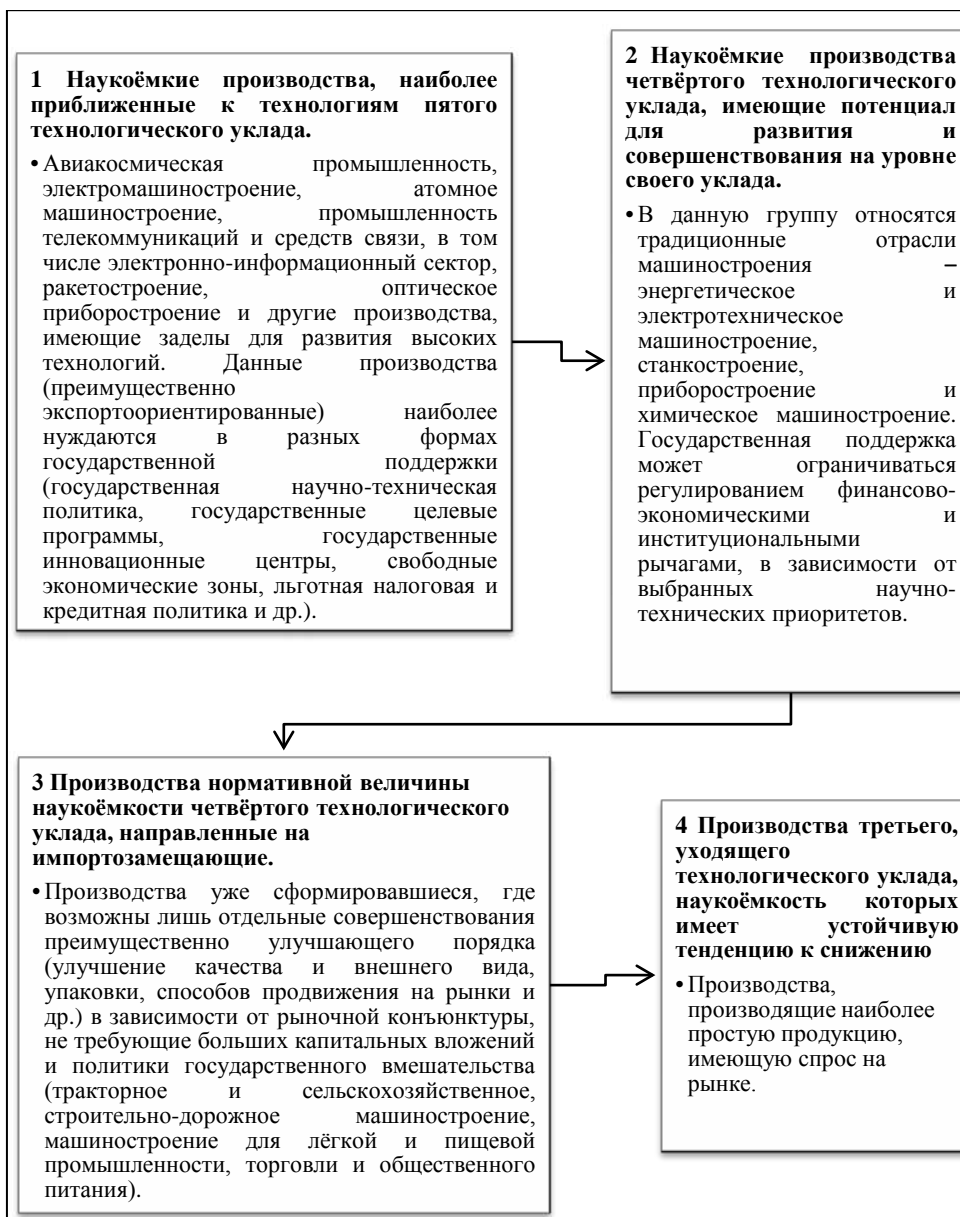 1 Наукоёмкие производства, наиболее
приближенные к технологиям пятого
технологического уклада.
• Авиакосмическая промышленность,
электромашиностроение, атомное
машиностроение, промышленность
телекоммуникаций и средств связи, в том
числе электронно-информационный сектор,
ракетостроение, оптическое
приборостроение и другие производства,
имеющие заделы для развития высоких
технологий. Данные производства
(преимущественно
экспортоориентированные) наиболее
нуждаются в разных формах
государственной поддержки
(государственная научно-техническая
политика, государственные целевые
программы, государственные
инновационные центры, свободные
экономические зоны, льготная налоговая и
кредитная политика и др.).
2 Наукоёмкие производства
четвёртого технологического
уклада, имеющие потенциал
для развития и
совершенствования на уровне
своего уклада.
• В данную группу относятся
традиционные отрасли
машиностроения –
энергетическое и
электротехническое
машиностроение,
станкостроение,
приборостроение и
химическое машиностроение.
Государственная поддержка
может ограничиваться
регулированием финансово-
экономическими и
институциональными
рычагами, в зависимости от
выбранных научно-
технических приоритетов.
3 Производства нормативной величины
наукоёмкости четвёртого технологического
уклада, направленные на
импортозамещающие.
• Производства уже сформировавшиеся, где
возможны лишь отдельные совершенствования
преимущественно улучшающего порядка
(улучшение качества и внешнего вида,
упаковки, способов продвижения на рынки и
др.) в зависимости от рыночной конъюнктуры,
не требующие больших капитальных вложений
и политики государственного вмешательства
(тракторное и сельскохозяйственное,
строительно-дорожное машиностроение,
машиностроение для лёгкой и пищевой
промышленности, торговли и общественного
питания).
4 Производства третьего,
уходящего
технологического уклада,
наукоёмкость которых
имеет устойчивую
тенденцию к снижению
• Производства,
производящие наиболее
простую продукцию,
имеющую спрос на
рынке.